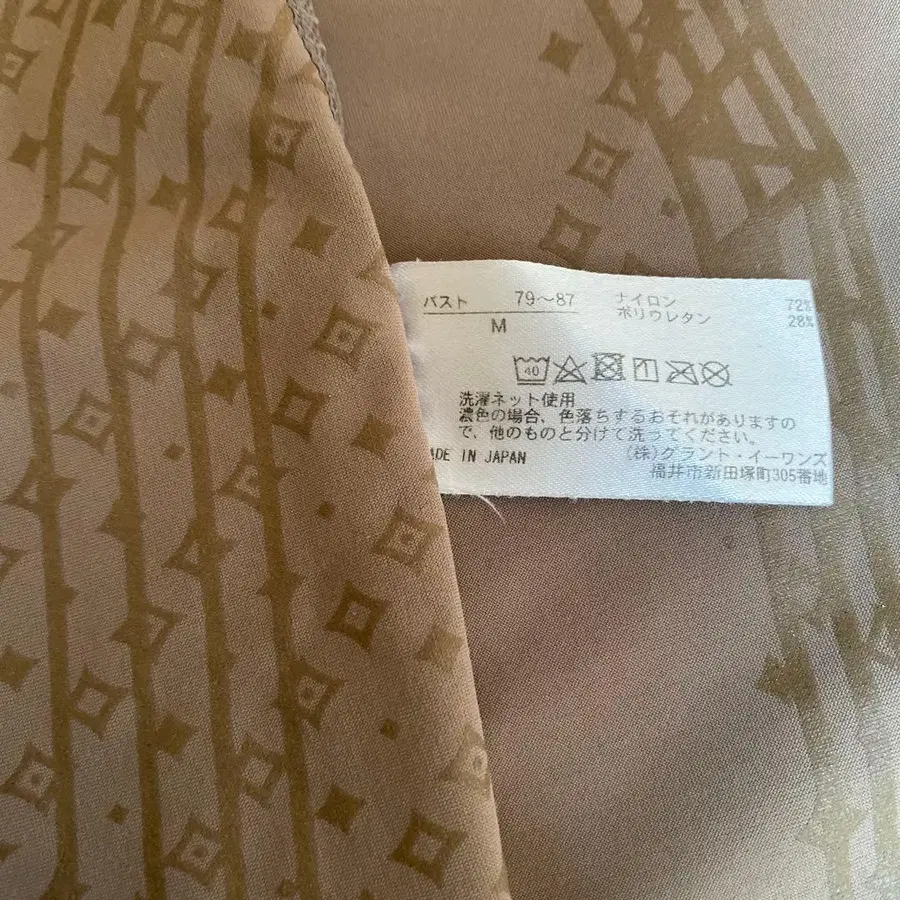 バスト 79〜87
M
ナイロン 72%
ポリウレタン 28%
40
洗濯ネット使用
濃色の場合、色落ちするおそれがありますの
で、他のものと分けて洗ってください。
ADE IN JAPAN
(株)グラント・イーワンズ
福井市新田塚町305番地